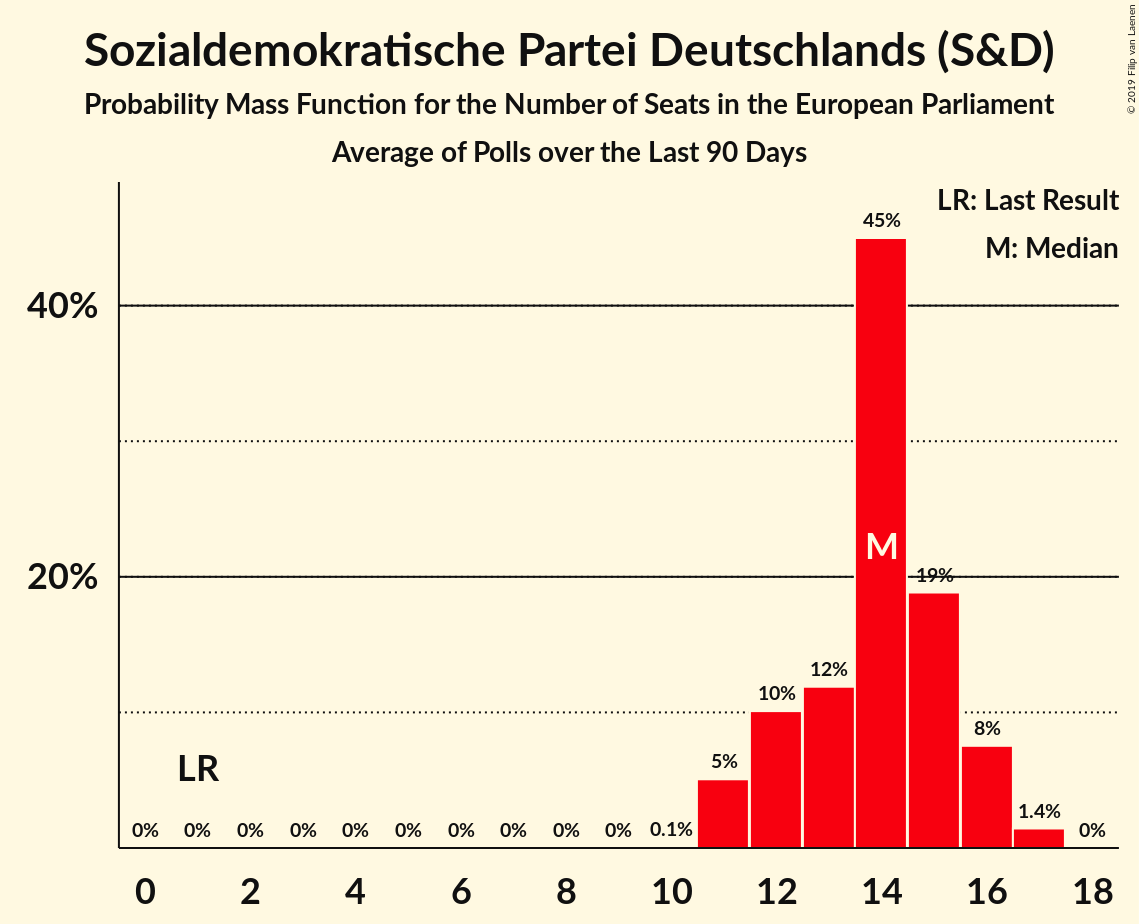 Sozialdemokratische Partei Deutschlands (S&D)
Probability Mass Function for the Number of Seats in the European Parliament
Average of Polls over the Last 90 Days
© 2019 Filip van Laenen
LR: Last Result
M: Median
45%
40%
M
20%
19%
12%
10%
8%
5%
LR
1.4%
0% 0% 0% 0% 0% 0% 0% 0% 0% 0% 0.1% 0%
0 2 4 6 8 10 12 14 16 18